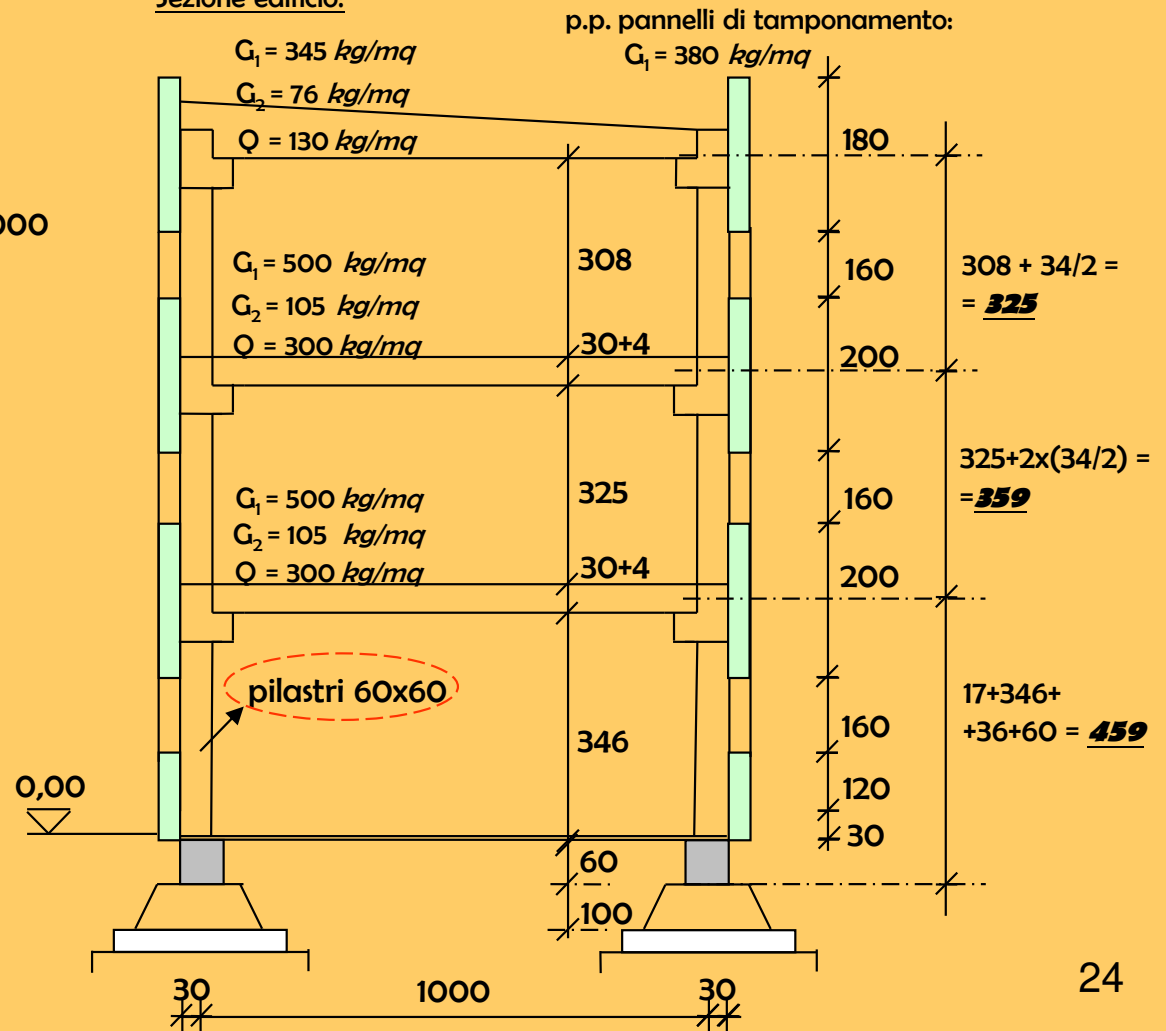 Sezione edificio:
p.p. pannelli di tamponamento:
G₁ = 380 kg/mq
G₁ = 345 kg/mq
G₂ = 76 kg/mq
Q = 130 kg/mq
180
308
160
308 + 34/2 =
= 325
G₁ = 500 kg/mq
G₂ = 105 kg/mq
Q = 300 kg/mq
30+4
200
325
160
325+2x(34/2) =
=359
G₁ = 500 kg/mq
G₂ = 105 kg/mq
Q = 300 kg/mq
30+4
200
pilastri 60x60
346
160
17+346+
+36+60 = 459
0,00
120
30
60
100
30
1000
30
24